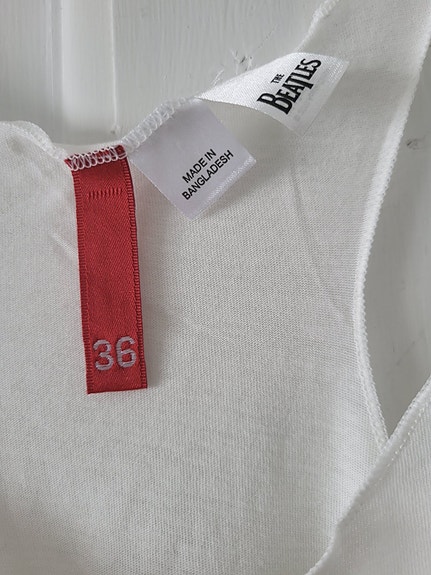 THE
BEATLES
MADE IN
BANGLADESH
36